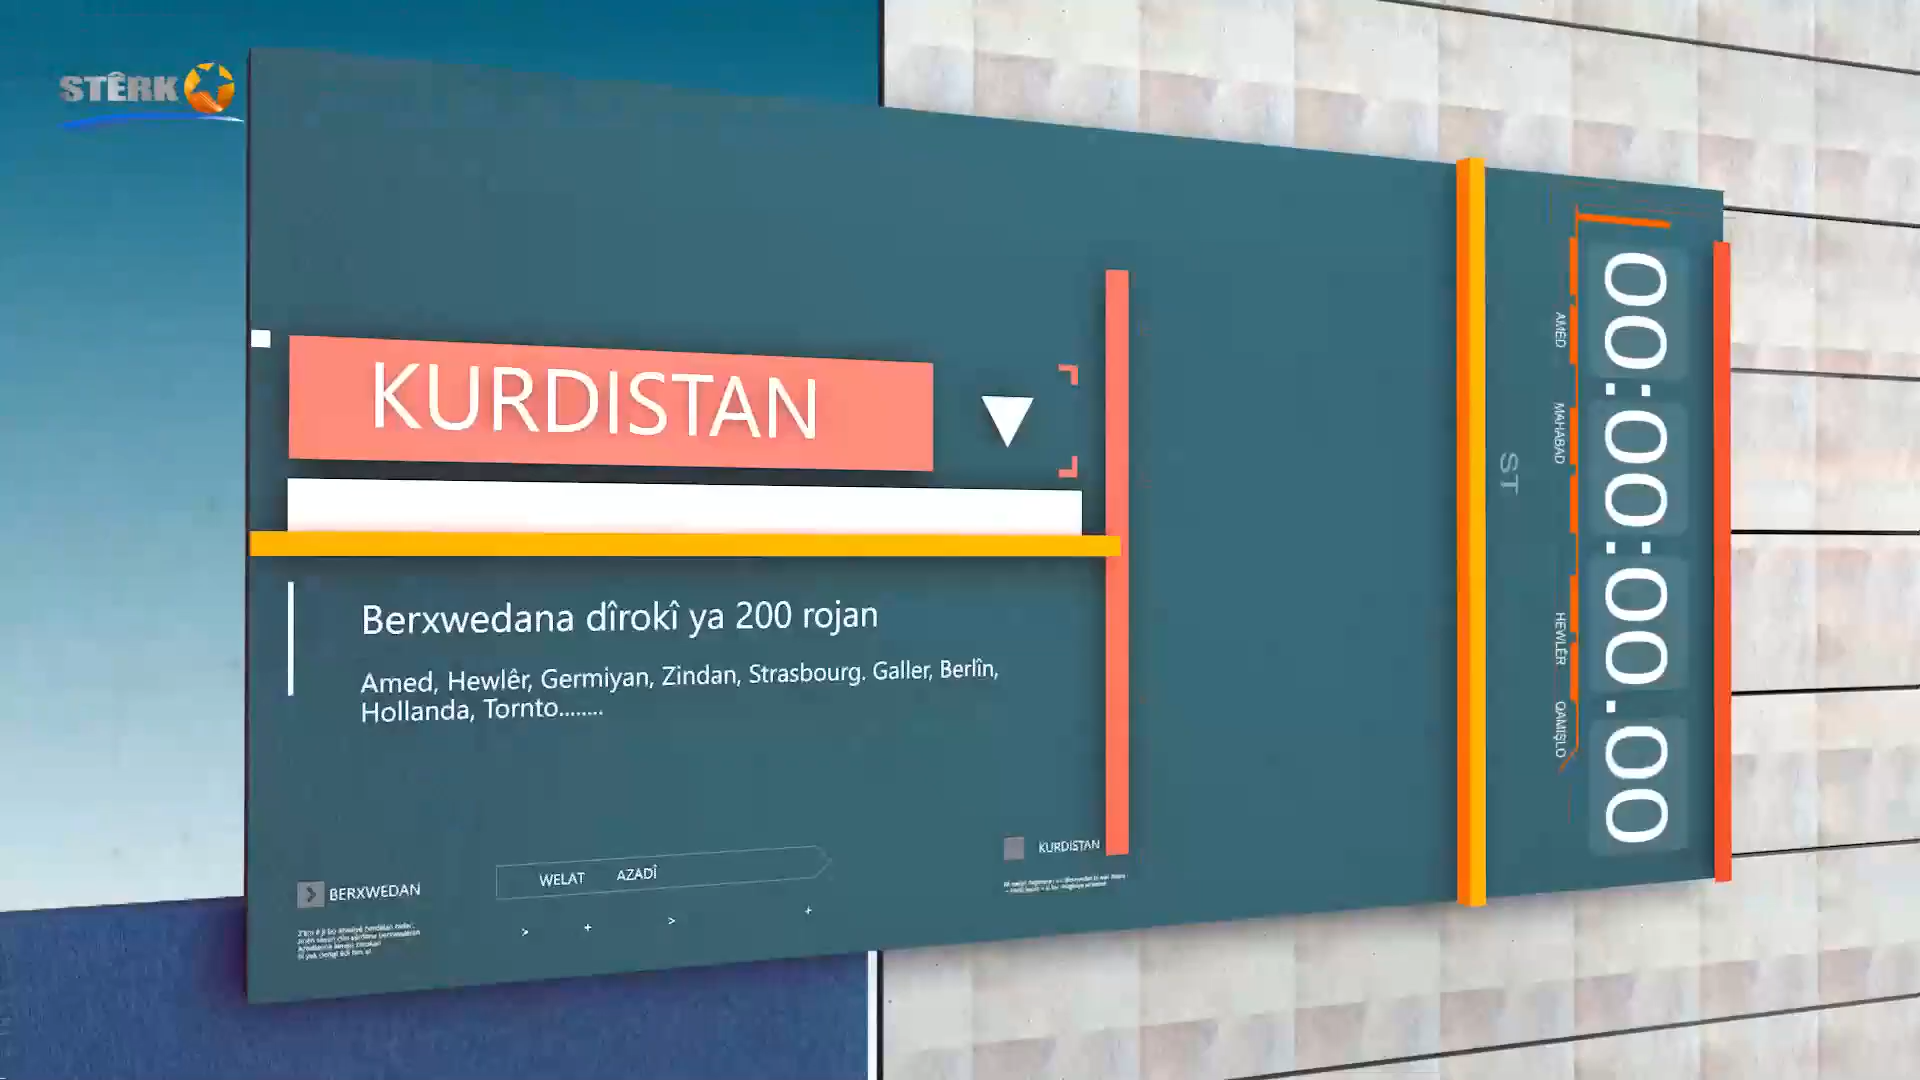 STÊRK
KURDISTAN
Berxwedana dîrokî ya 200 rojan
Amed, Hewlêr, Germiyan, Zindan, Strasbourg. Galler, Berlîn,
Hollanda, Tornto........
BERXWEDAN
WELAT AZADÎ
KURDISTAN
ST
AMED
MAHABAD
HEWLÊR
QAMIŞLO
00:00:00.00